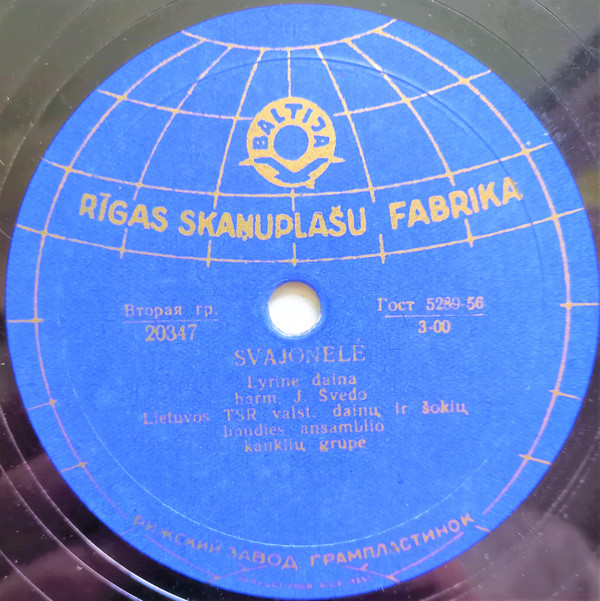 BALTIJA
RĪGAS SKAŅUPLAŠU FABRIKA
Вторая гр.
20347
Гост 5289-56
3-00
SVAJONĖLĖ
Lyrinė daina
harm. J. Švedo
Lietuvos TSR valst. dainų ir šokių
liaudies ansamblio
kanklių grupė
РИЖСКИЙ ЗАВОД ГРАМПЛАСТИНОК